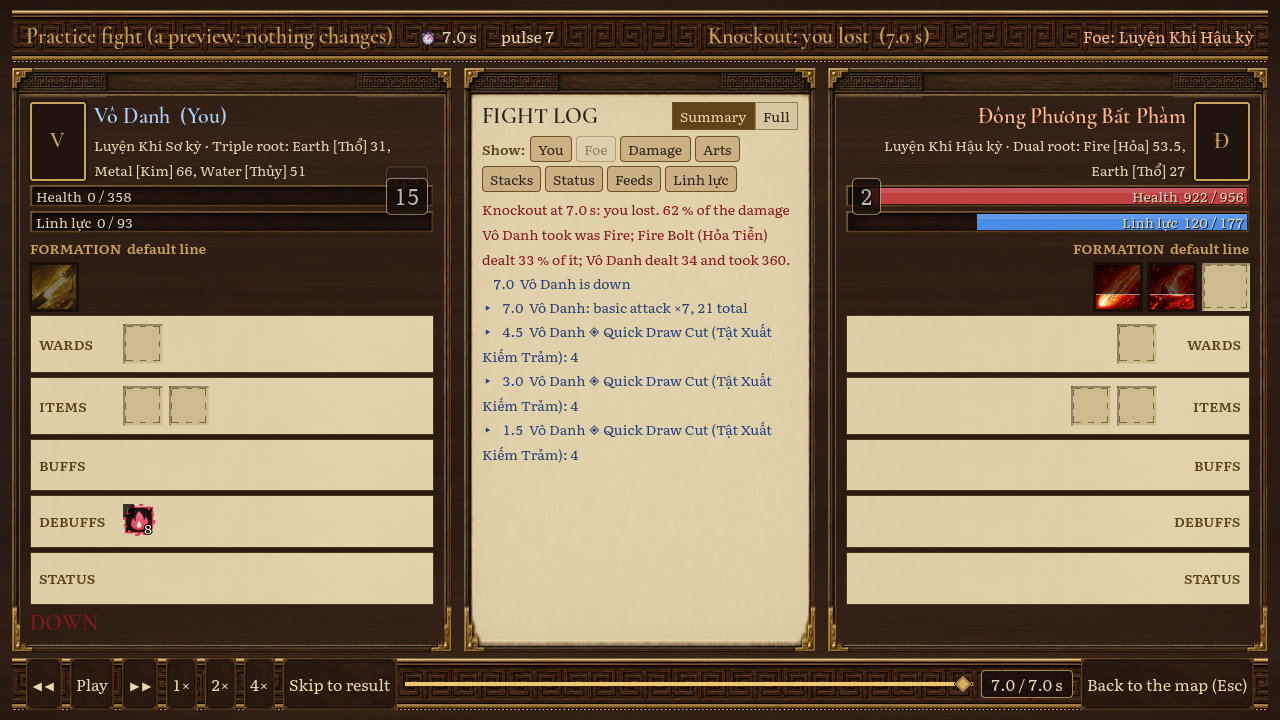 Practice fight (a preview: nothing changes) 7.0 s pulse 7 Knockout: you lost (7.0 s) Foe: Luyện Khí Hậu kỳ
V
Vô Danh (You)
Luyện Khí Sơ kỳ · Triple root: Earth [Thổ] 31,
Metal [Kim] 66, Water [Thủy] 51
Health 0 / 358
15
Linh lực 0 / 93
FORMATION default line
WARDS
ITEMS
BUFFS
DEBUFFS 8
STATUS
DOWN
FIGHT LOG Summary Full
Show: You Foe Damage Arts
Stacks Status Feeds Linh lực
Knockout at 7.0 s: you lost. 62 % of the damage
Vô Danh took was Fire; Fire Bolt (Hỏa Tiễn)
dealt 33 % of it; Vô Danh dealt 34 and took 360.
7.0 Vô Danh is down
▸ 7.0 Vô Danh: basic attack ×7, 21 total
▸ 4.5 Vô Danh ◈ Quick Draw Cut (Tật Xuất
Kiếm Trảm): 4
▸ 3.0 Vô Danh ◈ Quick Draw Cut (Tật Xuất
Kiếm Trảm): 4
▸ 1.5 Vô Danh ◈ Quick Draw Cut (Tật Xuất
Kiếm Trảm): 4
Đông Phương Bất Phàm
Đ
Luyện Khí Hậu kỳ · Dual root: Fire [Hỏa] 53.5,
Earth [Thổ] 27
2
Health 922 / 956
Linh lực 120 / 177
FORMATION default line
WARDS
ITEMS
BUFFS
DEBUFFS
STATUS
◂◂ Play ▸▸ 1× 2× 4× Skip to result 7.0 / 7.0 s Back to the map (Esc)